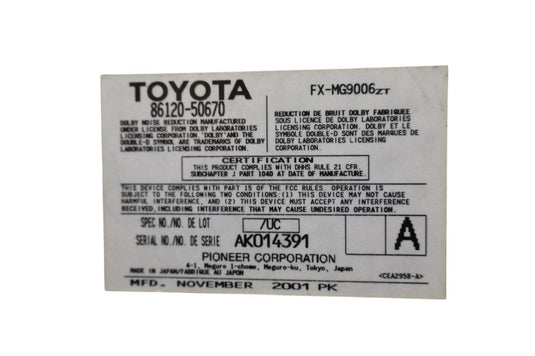 TOYOTA
86120-50670
FX-MG9006ZT
DOLBY NOISE REDUCTION MANUFACTURED
UNDER LICENSE FROM DOLBY LABORATORIES
LICENSING CORPORATION. 'DOLBY'AND THE
DOUBLE-D SYMBOL ARE TRADEMARKS OF DOLBY
LABORATORIES LICENSING CORPORATION.
REDUCTION DE BRUIT DOLBY FABRIQUEE
SOUS LICENCE DE DOLBY LABORATORIES
LICENSING CORPORATION. DOLBY ET LE
SYMBOLE DOUBLE-D SONT DES MARQUES DE
DOLBY LABORATORIES LICENSING CORPORATION.
CERTIFICATION
THIS PRODUCT COMPLIES WITH DHHS RULE 21 CFR.
SUBCHAPTER J PART 1040 AT DATE OF MANUFACTURE.
THIS DEVICE COMPLIES WITH PART 15 OF THE FCC RULES. OPERATION IS
SUBJECT TO THE FOLLOWING TWO CONDITIONS: (1) THIS DEVICE MAY NOT CAUSE
HARMFUL INTERFERENCE, AND (2) THIS DEVICE MUST ACCEPT ANY INTERFERENCE
RECEIVED, INCLUDING INTERFERENCE THAT MAY CAUSE UNDESIRED OPERATION.
SPEC NO./NO. DE LOT /UC
SERIAL NO./NO. DE SERIE AK014391
A
PIONEER CORPORATION
4-1, Meguro 1-chome, Meguro-ku, Tokyo, Japan
MADE IN JAPAN/FABRIQUE AU JAPON
<CEA2958-A>
MFD. NOVEMBER 2001 PK